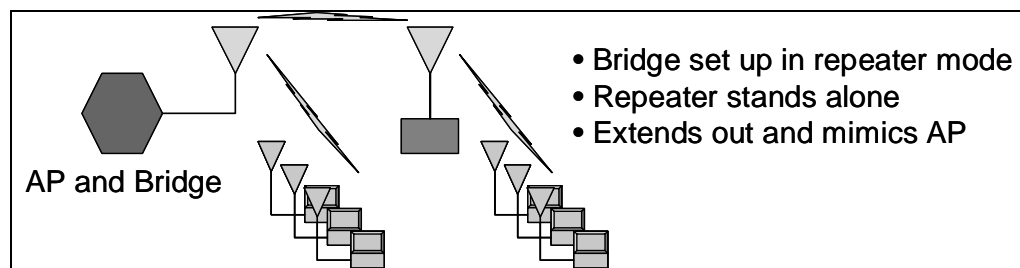 • Bridge set up in repeater mode
• Repeater stands alone
• Extends out and mimics AP
AP and Bridge